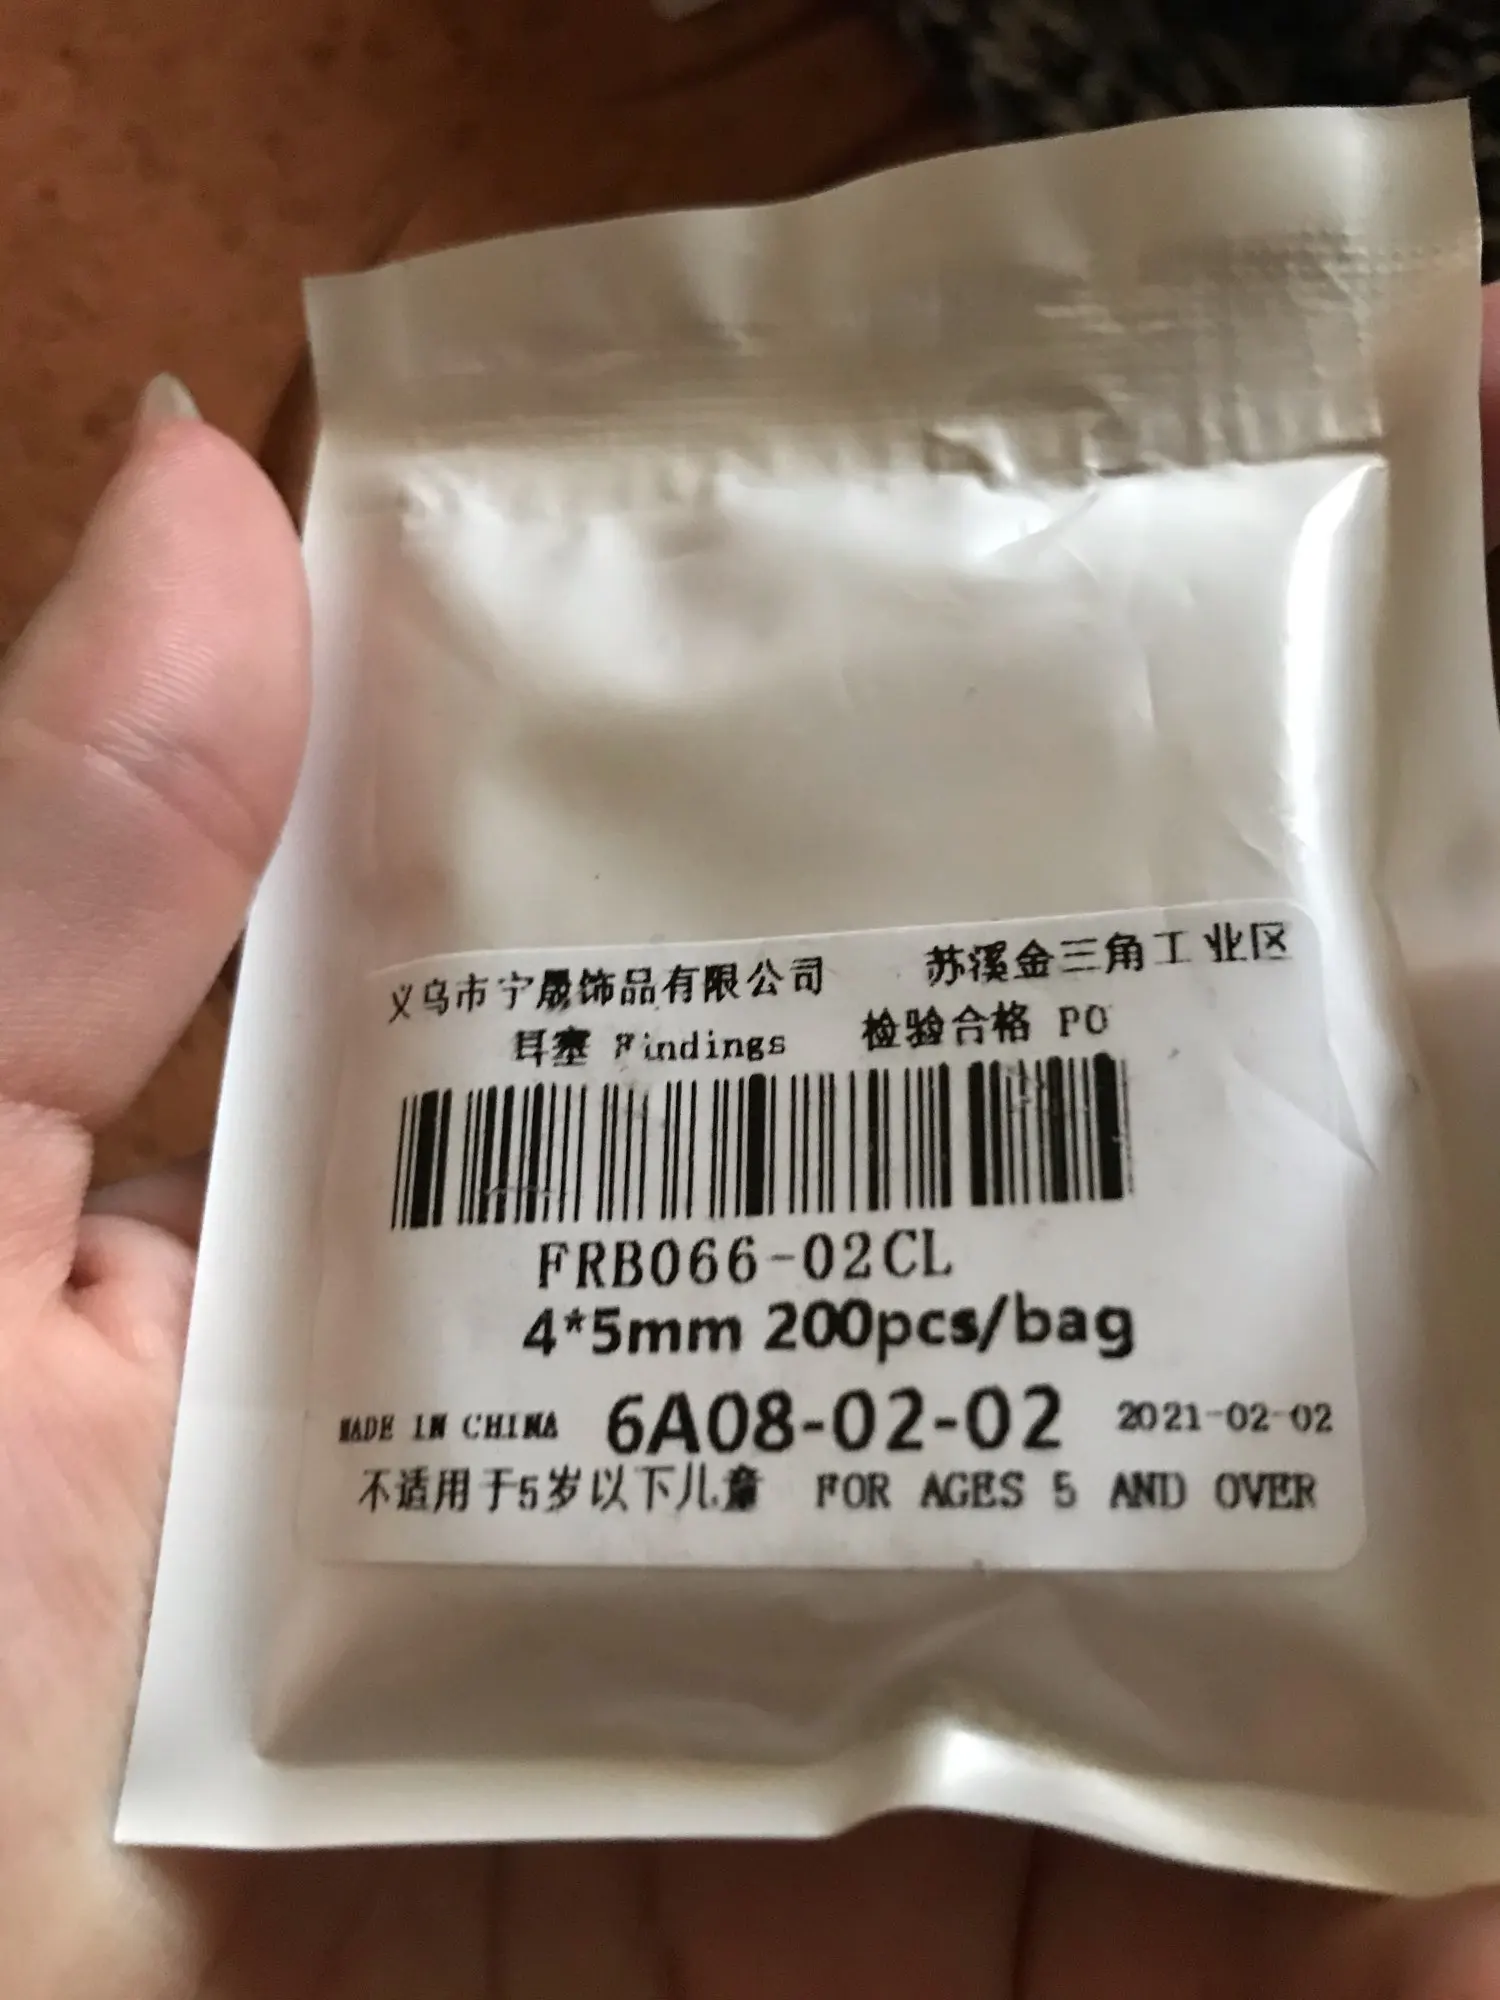 义乌市宁晟饰品有限公司 苏溪金三角工业区
耳塞 Findings 检验合格 PO
FRB066-02CL
4*5mm 200pcs/bag
MADE IN CHINA 6A08-02-02 2021-02-02
不适用于5岁以下儿童 FOR AGES 5 AND OVER